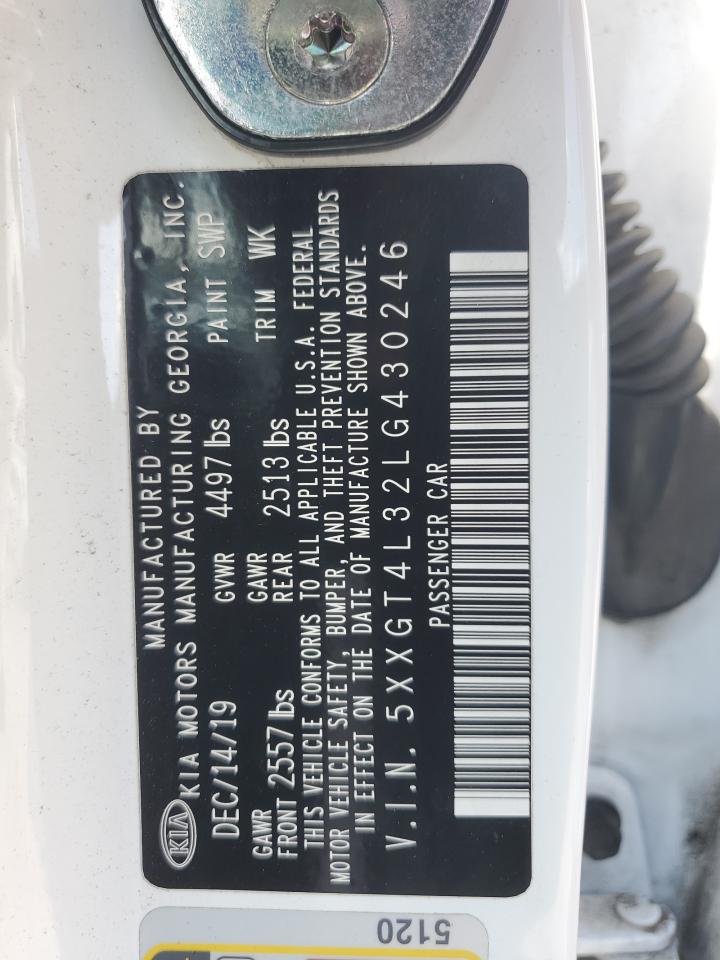 MANUFACTURED BY
KIA KIA MOTORS MANUFACTURING GEORGIA, INC.
DEC/14/19 GVWR 4497 lbs PAINT SWP
GAWR FRONT 2557 lbs GAWR REAR 2513 lbs TRIM WK
THIS VEHICLE CONFORMS TO ALL APPLICABLE U.S.A. FEDERAL
MOTOR VEHICLE SAFETY, BUMPER, AND THEFT PREVENTION STANDARDS
IN EFFECT ON THE DATE OF MANUFACTURE SHOWN ABOVE.
V.I.N. 5XXGT4L32LG430246
PASSENGER CAR
5120